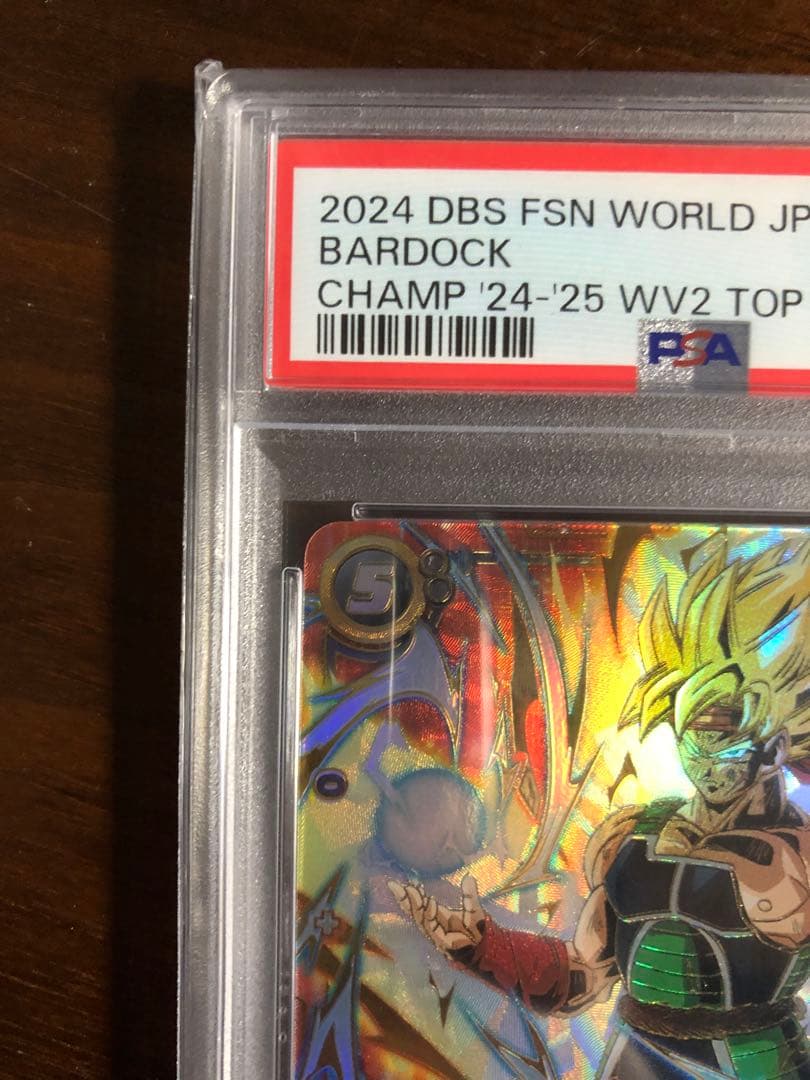 2024 DBS FSN WORLD JP
BARDOCK
CHAMP '24-'25 WV2 TOP
PSA
5